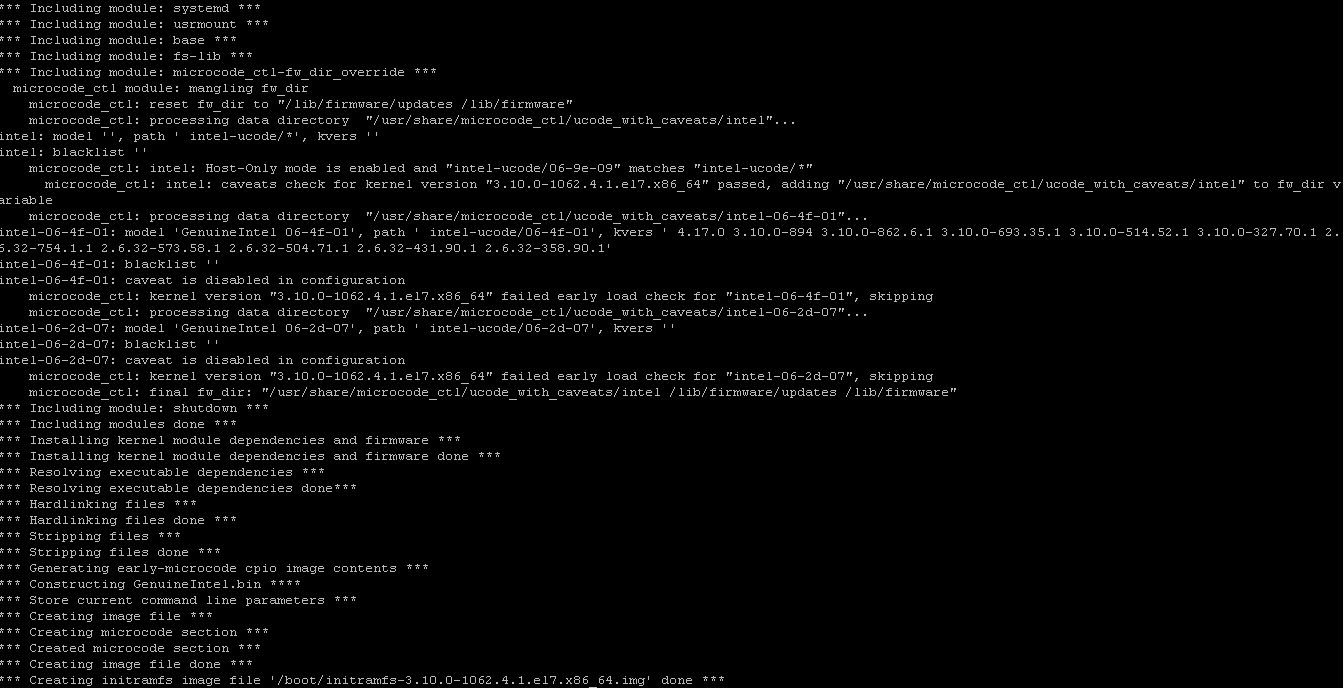 *** Including module: systemd ***
*** Including module: usrmount ***
*** Including module: base ***
*** Including module: fs-lib ***
*** Including module: microcode_ctl-fw_dir_override ***
  microcode_ctl module: mangling fw_dir
    microcode_ctl: reset fw_dir to "/lib/firmware/updates /lib/firmware"
    microcode_ctl: processing data directory  "/usr/share/microcode_ctl/ucode_with_caveats/intel"...
intel: model '', path ' intel-ucode/*', kvers ''
intel: blacklist ''
    microcode_ctl: intel: Host-Only mode is enabled and "intel-ucode/06-9e-09" matches "intel-ucode/*"
      microcode_ctl: intel: caveats check for kernel version "3.10.0-1062.4.1.el7.x86_64" passed, adding "/usr/share/microcode_ctl/ucode_with_caveats/intel" to fw_dir v
ariable
    microcode_ctl: processing data directory  "/usr/share/microcode_ctl/ucode_with_caveats/intel-06-4f-01"...
intel-06-4f-01: model 'GenuineIntel 06-4f-01', path ' intel-ucode/06-4f-01', kvers ' 4.17.0 3.10.0-894 3.10.0-862.6.1 3.10.0-693.35.1 3.10.0-514.52.1 3.10.0-327.70.1 2.
6.32-754.1.1 2.6.32-573.58.1 2.6.32-504.71.1 2.6.32-431.90.1 2.6.32-358.90.1'
intel-06-4f-01: blacklist ''
intel-06-4f-01: caveat is disabled in configuration
    microcode_ctl: kernel version "3.10.0-1062.4.1.el7.x86_64" failed early load check for "intel-06-4f-01", skipping
    microcode_ctl: processing data directory  "/usr/share/microcode_ctl/ucode_with_caveats/intel-06-2d-07"...
intel-06-2d-07: model 'GenuineIntel 06-2d-07', path ' intel-ucode/06-2d-07', kvers ''
intel-06-2d-07: blacklist ''
intel-06-2d-07: caveat is disabled in configuration
    microcode_ctl: kernel version "3.10.0-1062.4.1.el7.x86_64" failed early load check for "intel-06-2d-07", skipping
    microcode_ctl: final fw_dir: "/usr/share/microcode_ctl/ucode_with_caveats/intel /lib/firmware/updates /lib/firmware"
*** Including module: shutdown ***
*** Including modules done ***
*** Installing kernel module dependencies and firmware ***
*** Installing kernel module dependencies and firmware done ***
*** Resolving executable dependencies ***
*** Resolving executable dependencies done***
*** Hardlinking files ***
*** Hardlinking files done ***
*** Stripping files ***
*** Stripping files done ***
*** Generating early-microcode cpio image contents ***
*** Constructing GenuineIntel.bin ****
*** Store current command line parameters ***
*** Creating image file ***
*** Creating microcode section ***
*** Created microcode section ***
*** Creating image file done ***
*** Creating initramfs image file '/boot/initramfs-3.10.0-1062.4.1.el7.x86_64.img' done ***